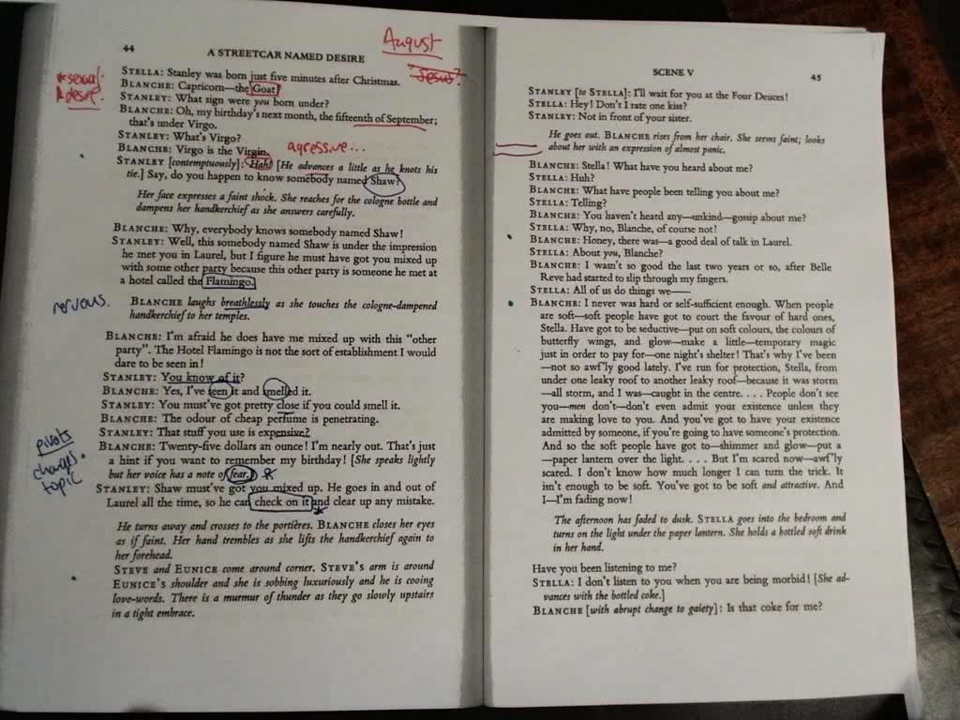 August
44
A STREETCAR NAMED DESIRE
Jesus?
* sexual
desire.
STELLA: Stanley was born just five minutes after Christmas.
BLANCHE: Capricorn—the Goat!
STANLEY: What sign were you born under?
BLANCHE: Oh, my birthday's next month, the fifteenth of September;
that's under Virgo.
STANLEY: What's Virgo?
agressive...
BLANCHE: Virgo is the Virgin.
STANLEY [contemptuously]: Hah! [He advances a little as he knots his
tie.] Say, do you happen to know somebody named Shaw?
Her face expresses a faint shock. She reaches for the cologne bottle and
dampens her handkerchief as she answers carefully.
BLANCHE: Why, everybody knows somebody named Shaw!
STANLEY: Well, this somebody named Shaw is under the impression
he met you in Laurel, but I figure he must have got you mixed up
with some other party because this other party is someone he met at
a hotel called the Flamingo.
nervous.
BLANCHE laughs breathlessly as she touches the cologne-dampened
handkerchief to her temples.
BLANCHE: I'm afraid he does have me mixed up with this "other
party". The Hotel Flamingo is not the sort of establishment I would
dare to be seen in!
STANLEY: You know of it?
BLANCHE: Yes, I've seen it and smelled it.
STANLEY: You must've got pretty close if you could smell it.
BLANCHE: The odour of cheap perfume is penetrating.
STANLEY: That stuff you use is expensive?
pivots
changes
topic
BLANCHE: Twenty-five dollars an ounce! I'm nearly out. That's just
a hint if you want to remember my birthday! [She speaks lightly
but her voice has a note of fear.]
STANLEY: Shaw must've got you mixed up. He goes in and out of
Laurel all the time, so he can check on it and clear up any mistake.
He turns away and crosses to the portières. BLANCHE closes her eyes
as if faint. Her hand trembles as she lifts the handkerchief again to
her forehead.
STEVE and EUNICE come around corner. STEVE's arm is around
EUNICE's shoulder and she is sobbing luxuriously and he is cooing
love-words. There is a murmur of thunder as they go slowly upstairs
in a tight embrace.
SCENE V
45
STANLEY [to STELLA]: I'll wait for you at the Four Deuces!
STELLA: Hey! Don't I rate one kiss?
STANLEY: Not in front of your sister.
He goes out. BLANCHE rises from her chair. She seems faint; looks
about her with an expression of almost panic.
BLANCHE: Stella! What have you heard about me?
STELLA: Huh?
BLANCHE: What have people been telling you about me?
STELLA: Telling?
BLANCHE: You haven't heard any—unkind—gossip about me?
STELLA: Why, no, Blanche, of course not!
BLANCHE: Honey, there was—a good deal of talk in Laurel.
STELLA: About you, Blanche?
BLANCHE: I wasn't so good the last two years or so, after Belle
Reve had started to slip through my fingers.
STELLA: All of us do things we——
BLANCHE: I never was hard or self-sufficient enough. When people
are soft—soft people have got to court the favour of hard ones,
Stella. Have got to be seductive—put on soft colours, the colours of
butterfly wings, and glow—make a little—temporary magic
just in order to pay for—one night's shelter! That's why I've been
—not so awf'ly good lately. I've run for protection, Stella, from
under one leaky roof to another leaky roof—because it was storm
—all storm, and I was—caught in the centre. . . . People don't see
you—men don't—don't even admit your existence unless they
are making love to you. And you've got to have your existence
admitted by someone, if you're going to have someone's protection.
And so the soft people have got to—shimmer and glow—put a
—paper lantern over the light. . . . But I'm scared now—awf'ly
scared. I don't know how much longer I can turn the trick. It
isn't enough to be soft. You've got to be soft and attractive. And
I—I'm fading now!
The afternoon has faded to dusk. STELLA goes into the bedroom and
turns on the light under the paper lantern. She holds a bottled soft drink
in her hand.
Have you been listening to me?
STELLA: I don't listen to you when you are being morbid! [She ad-
vances with the bottled coke.]
BLANCHE [with abrupt change to gaiety]: Is that coke for me?